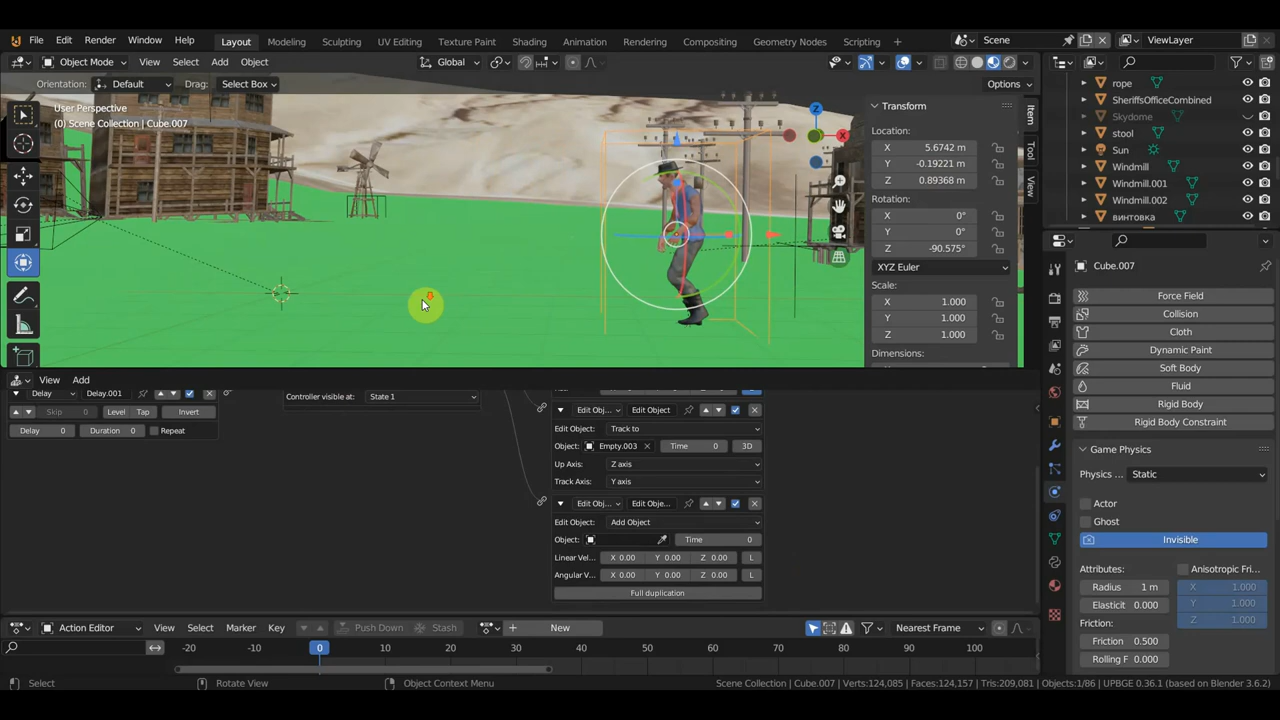 File Edit Render Window Help Layout Modeling Sculpting UV Editing Texture Paint Shading Animation Rendering Compositing Geometry Nodes Scripting + Scene ViewLayer
Object Mode View Select Add Object Global
Orientation: Default Drag: Select Box Options
User Perspective
(0) Scene Collection | Cube.007
Z
X
Transform
Location:
X 5.6742 m
Y -0.19221 m
Z 0.89368 m
Rotation:
X 0°
Y 0°
Z -90.575°
XYZ Euler
Scale:
X 1.000
Y 1.000
Z 1.000
Dimensions:
Item
Tool
View
rope
SheriffsOfficeCombined
Skydome
stool
Sun
Windmill
Windmill.001
Windmill.002
винтовка
Cube.007
Force Field
Collision
Cloth
Dynamic Paint
Soft Body
Fluid
Rigid Body
Rigid Body Constraint
Game Physics
Physics ... Static
Actor
Ghost
Invisible
Attributes: Anisotropic Fri...
Radius 1 m X 1.000
Elasticit 0.000 Y 1.000
Friction: Z 1.000
Friction 0.500
Rolling F 0.000
View Add
Delay Delay.001
Skip 0 Level Tap Invert
Delay 0 Duration 0 Repeat
Controller visible at: State 1
Edit Obj... Edit Object
Edit Object: Track to
Object: Empty.003 Time 0 3D
Up Axis: Z axis
Track Axis: Y axis
Edit Obj... Edit Obje...
Edit Object: Add Object
Object: Time 0
Linear Vel... X 0.00 Y 0.00 Z 0.00 L
Angular V... X 0.00 Y 0.00 Z 0.00 L
Full duplication
Action Editor View Select Marker Key Push Down Stash New Nearest Frame
-20 -10 0 10 20 30 40 50 60 70 80 90 100
Select Rotate View Object Context Menu Scene Collection | Cube.007 | Verts:124,085 | Faces:124,157 | Tris:209,081 | Objects:1/86 | UPBGE 0.36.1 (based on Blender 3.6.2)